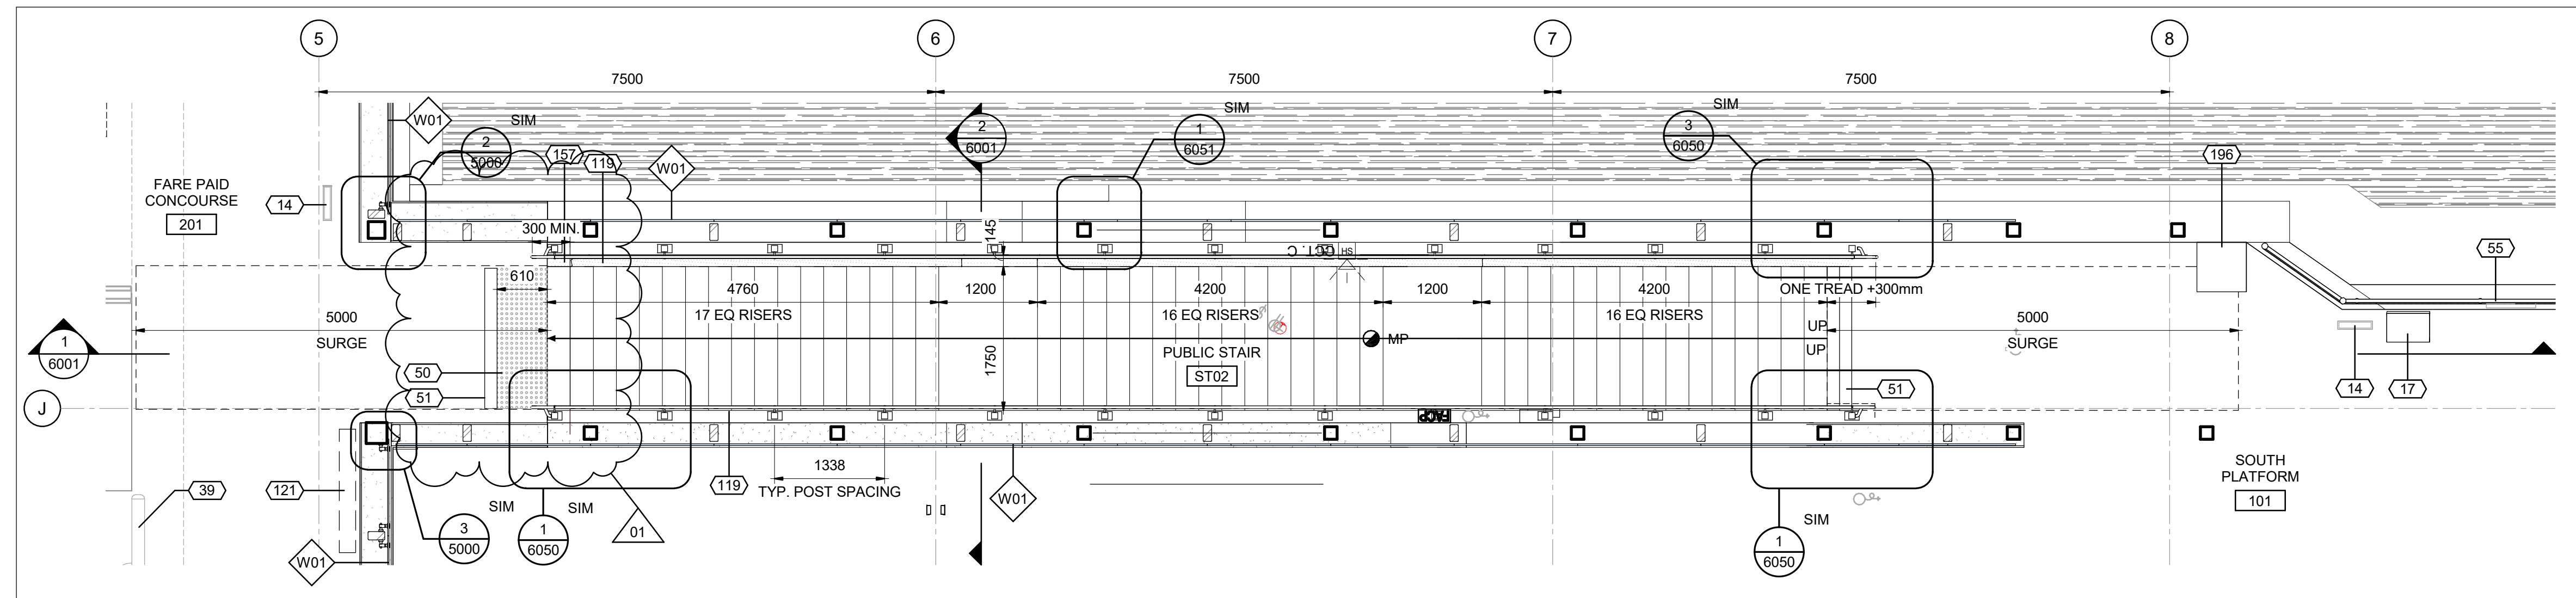 5
6
7
8
7500
7500
7500
SIM
SIM
SIM
W01
2
5000
157
119
W01
2
6001
1
6051
3
6050
196
FARE PAID
CONCOURSE
201
14
300 MIN.
145
CCT. C
HS
55
610
4760
17 EQ RISERS
1200
4200
16 EQ RISERS
1200
4200
16 EQ RISERS
ONE TREAD +300mm
5000
SURGE
1
6001
MP
UP
UP
5000
SURGE
PUBLIC STAIR
ST02
1750
50
51
51
14
17
J
FACP
1338
TYP. POST SPACING
119
W01
39
121
SIM
SIM
3
5000
1
6050
01
W01
SIM
1
6050
SOUTH
PLATFORM
101